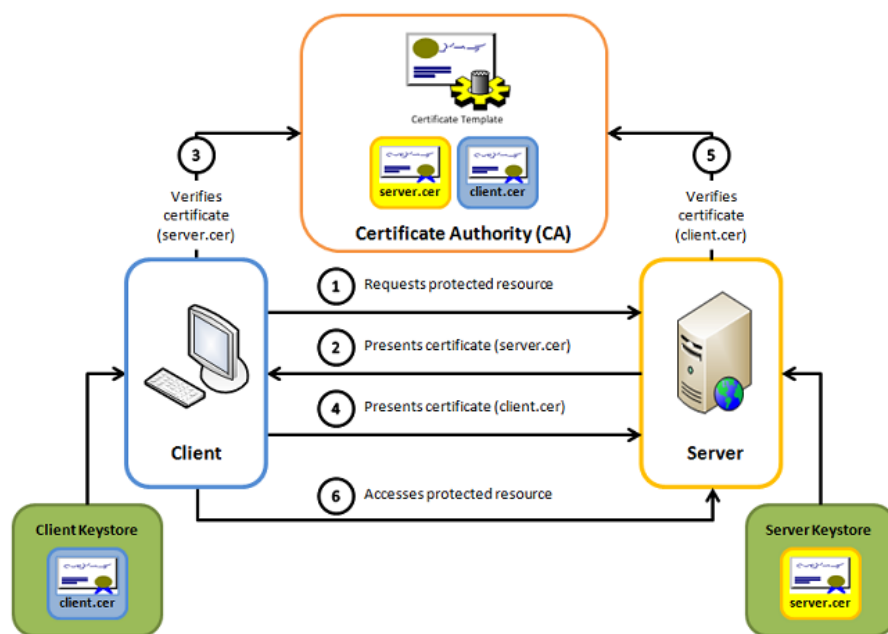 Certificate Template
server.cer
client.cer
Certificate Authority (CA)
3
Verifies
certificate
(server.cer)
5
Verifies
certificate
(client.cer)
1 Requests protected resource
2 Presents certificate (server.cer)
4 Presents certificate (client.cer)
Client
Server
6 Accesses protected resource
Client Keystore
client.cer
Server Keystore
server.cer